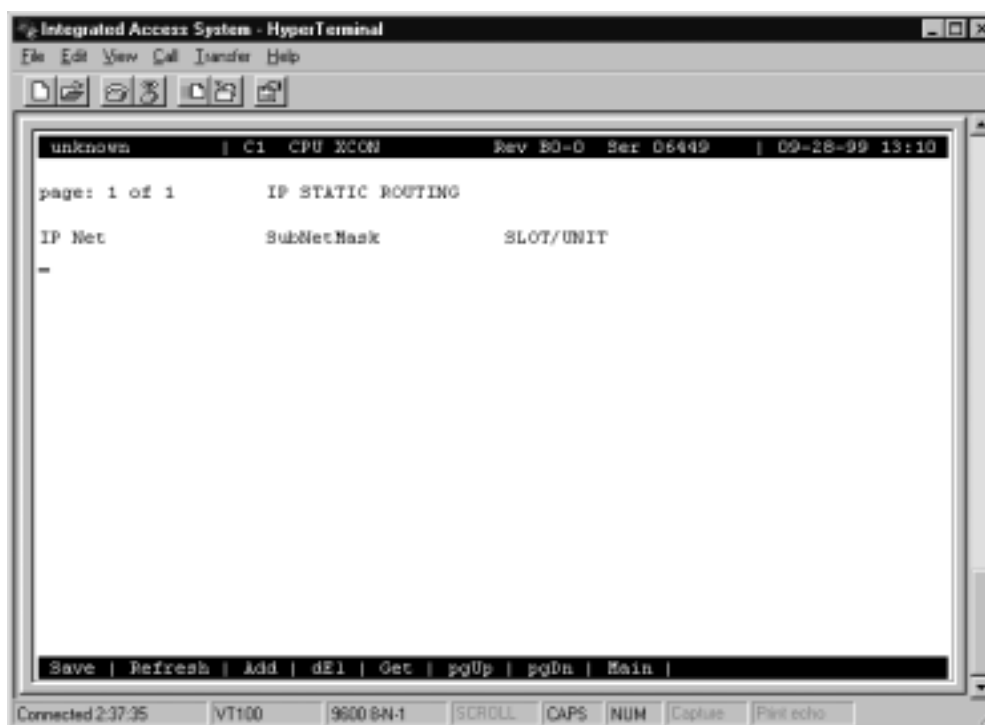 Integrated Access System - HyperTerminal
File Edit View Call Transfer Help
unknown | C1 CPU XCON Rev B0-0 Ser 06449 | 09-28-99 13:10
page: 1 of 1 IP STATIC ROUTING
IP Net SubNetMask SLOT/UNIT
Save | Refresh | Add | dEl | Get | pgUp | pgDn | Main |
Connected 2:37:35 VT100 9600 8-N-1 SCROLL CAPS NUM Capture Print echo